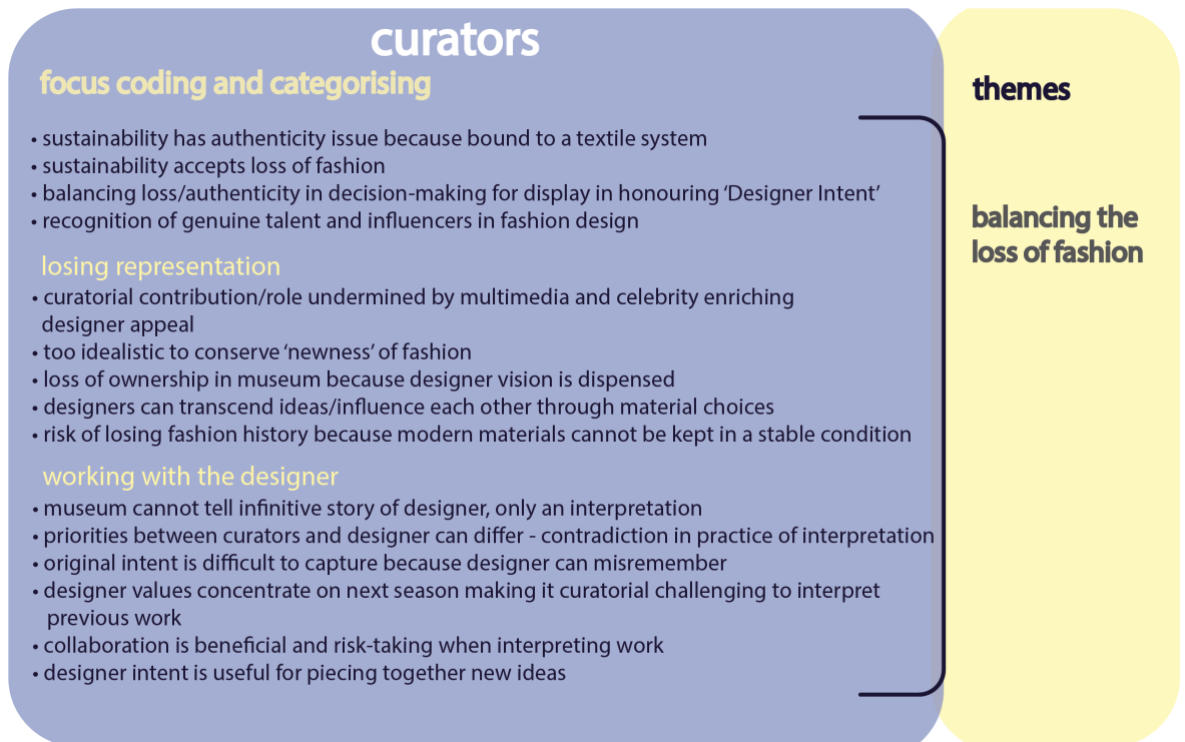 curators
focus coding and categorising
• sustainability has authenticity issue because bound to a textile system
• sustainability accepts loss of fashion
• balancing loss/authenticity in decision-making for display in honouring ‘Designer Intent’
• recognition of genuine talent and influencers in fashion design
losing representation
• curatorial contribution/role undermined by multimedia and celebrity enriching
designer appeal
• too idealistic to conserve ‘newness’ of fashion
• loss of ownership in museum because designer vision is dispensed
• designers can transcend ideas/influence each other through material choices
• risk of losing fashion history because modern materials cannot be kept in a stable condition
working with the designer
• museum cannot tell infinitive story of designer, only an interpretation
• priorities between curators and designer can differ - contradiction in practice of interpretation
• original intent is difficult to capture because designer can misremember
• designer values concentrate on next season making it curatorial challenging to interpret
previous work
• collaboration is beneficial and risk-taking when interpreting work
• designer intent is useful for piecing together new ideas
themes
balancing the
loss of fashion